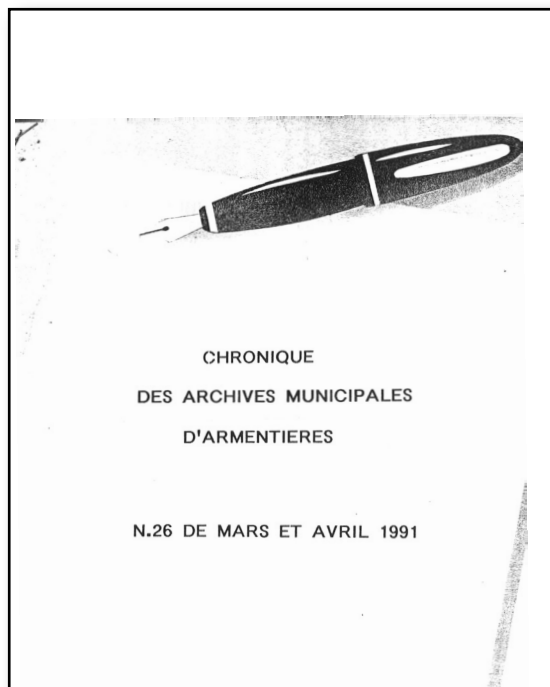 CHRONIQUE
DES ARCHIVES MUNICIPALES
D'ARMENTIERES
N.26 DE MARS ET AVRIL 1991